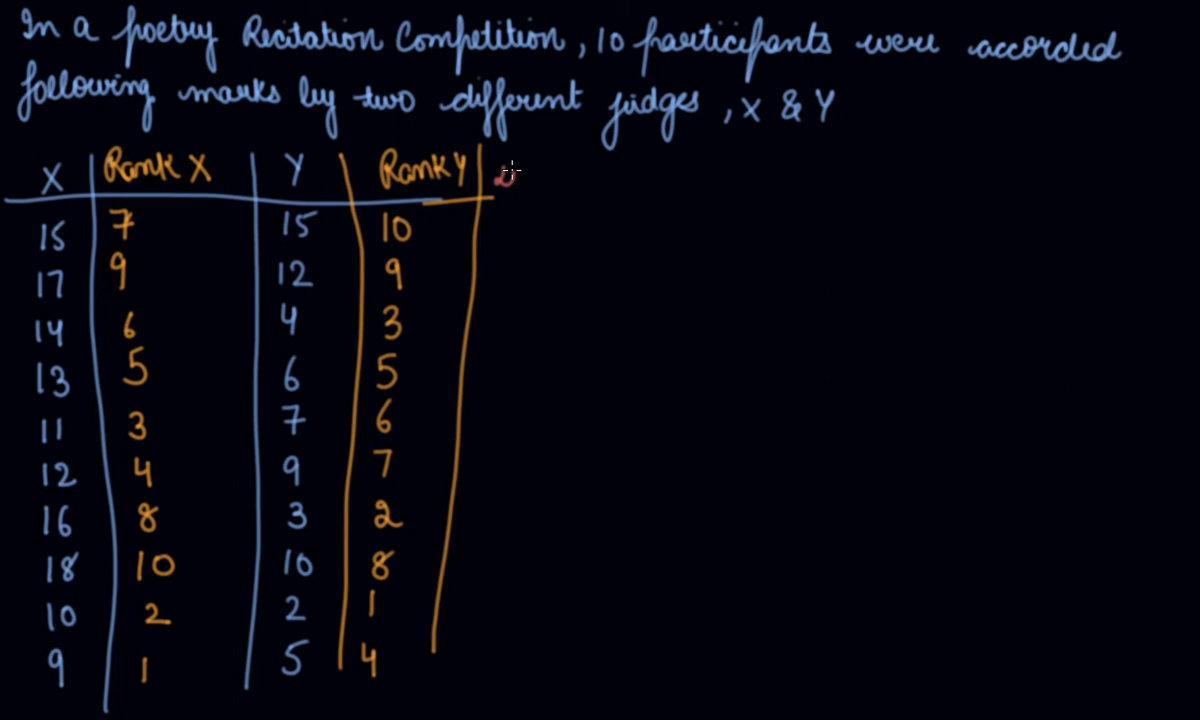 In a poetry Recitation Competition, 10 participants were accorded
following marks by two different judges, X & Y
X Rank X Y Rank Y
15 7 15 10
17 9 12 9
14 6 4 3
13 5 6 5
11 3 7 6
12 4 9 7
16 8 3 2
18 10 10 8
10 2 2 1
9 1 5 4